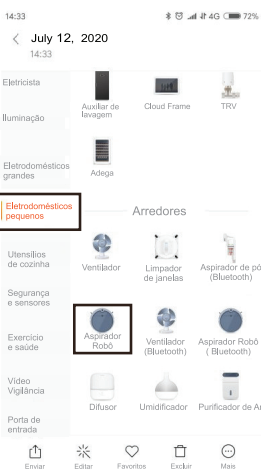 14:33
4G 72%
July 12, 2020
14:33
Eletricista
Iluminação
Eletrodomésticos
grandes
Eletrodomésticos
pequenos
Utensílios
de cozinha
Segurança
e sensores
Exercício
e saúde
Vídeo
Vigilância
Porta de
entrada
Auxiliar de
lavagem
Cloud Frame
TRV
Adega
Arredores
Ventilador
Limpador
de janelas
Aspirador de pó
(Bluetooth)
Aspirador
Robô
Ventilador
(Bluetooth)
Aspirador Robô
( Bluetooth)
Difusor
Umidificador
Purificador de Ar
Enviar
Editar
Favoritos
Excluir
Mais